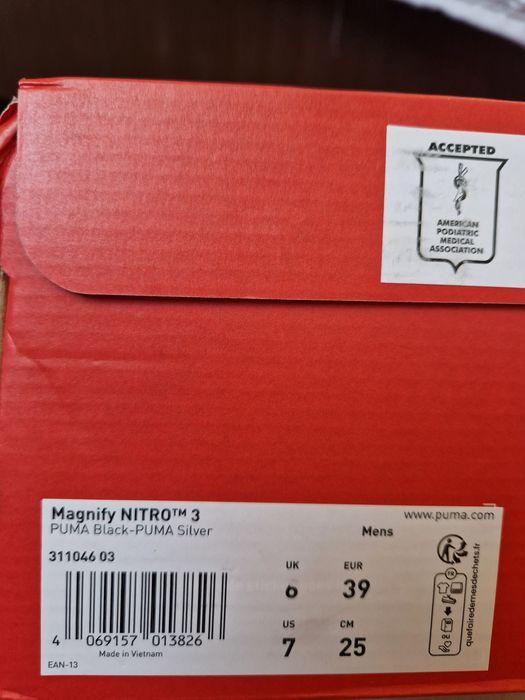 ACCEPTED
AMERICAN
PODIATRIC
MEDICAL
ASSOCIATION
Magnify NITRO™ 3
PUMA Black-PUMA Silver
www.puma.com
Mens
311046 03
UK EUR
6 39
US CM
7 25
4 069157 013826
Made in Vietnam
EAN-13
FR
quefairedemesdechets.fr